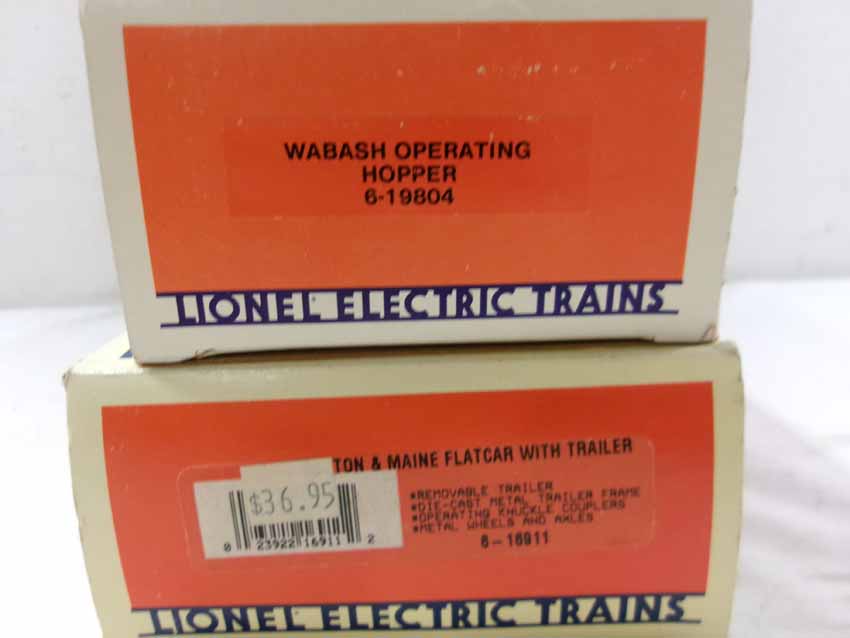 WABASH OPERATING
HOPPER
6-19804
LIONEL ELECTRIC TRAINS
TON & MAINE FLATCAR WITH TRAILER
*REMOVABLE TRAILER
*DIE-CAST METAL TRAILER FRAME
*OPERATING KNUCKLE COUPLERS
*METAL WHEELS AND AXLES
6-16911
$36.95
0 23922 16911 2
LIONEL ELECTRIC TRAINS